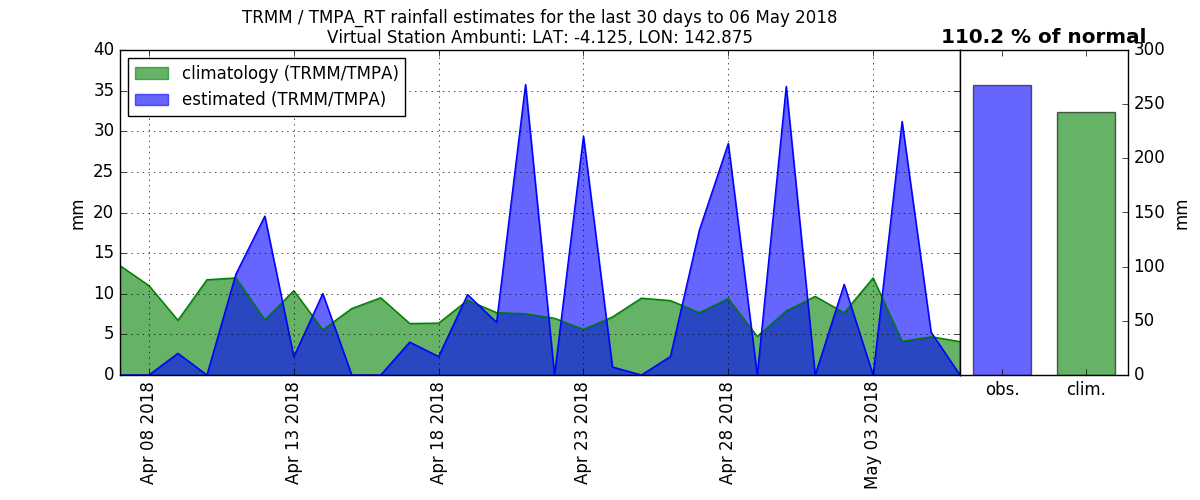 TRMM / TMPA_RT rainfall estimates for the last 30 days to 06 May 2018
Virtual Station Ambunti: LAT: -4.125, LON: 142.875
110.2 % of normal
climatology (TRMM/TMPA)
estimated (TRMM/TMPA)
40
35
30
25
20
15
10
5
0
mm
Apr 08 2018
Apr 13 2018
Apr 18 2018
Apr 23 2018
Apr 28 2018
May 03 2018
300
250
200
150
100
50
0
mm
obs.
clim.